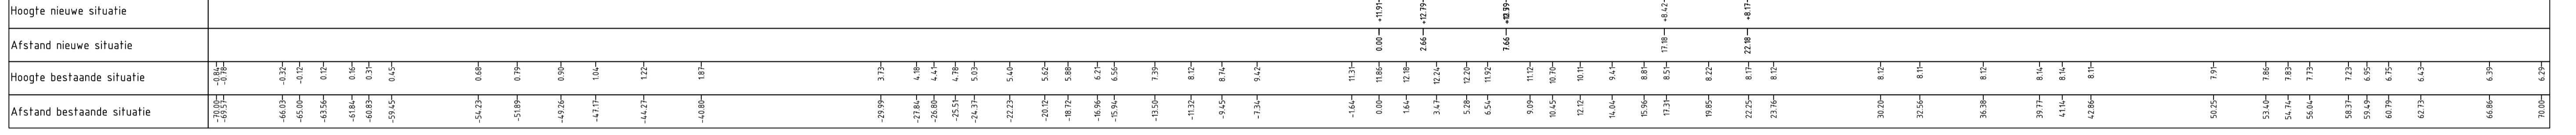 Hoogte nieuwe situatie +11.91 +12.79 +8.42 +8.17
Afstand nieuwe situatie 0.00 2.66 7.66 17.18 22.18
Hoogte bestaande situatie -0.84 -0.78 -0.32 -0.12 0.12 0.16 0.31 0.45 0.68 0.79 0.90 1.04 1.22 1.87 3.73 4.18 4.41 4.78 5.03 5.40 5.62 5.88 6.21 6.56 7.39 8.12 8.74 9.42 11.31 11.86 12.18 12.24 12.20 11.92 11.12 10.70 10.11 9.41 8.81 8.51 8.22 8.17 8.12 8.12 8.11 8.12 8.14 8.14 8.11 7.91 7.86 7.83 7.73 7.23 6.95 6.75 6.43 6.39 6.29
Afstand bestaande situatie -70.00 -69.57 -66.03 -65.00 -63.56 -61.84 -60.83 -59.45 -54.23 -51.89 -49.26 -47.17 -44.27 -40.80 -29.99 -27.84 -26.80 -25.51 -24.37 -22.23 -20.12 -18.72 -16.96 -15.94 -13.50 -11.32 -9.45 -7.34 -1.64 0.00 1.64 3.47 5.28 6.54 9.09 10.45 12.12 14.04 15.96 17.31 19.85 22.25 23.76 30.20 32.56 36.38 39.77 41.14 42.86 50.25 53.40 54.74 56.04 58.37 59.49 60.79 62.73 66.86 70.00